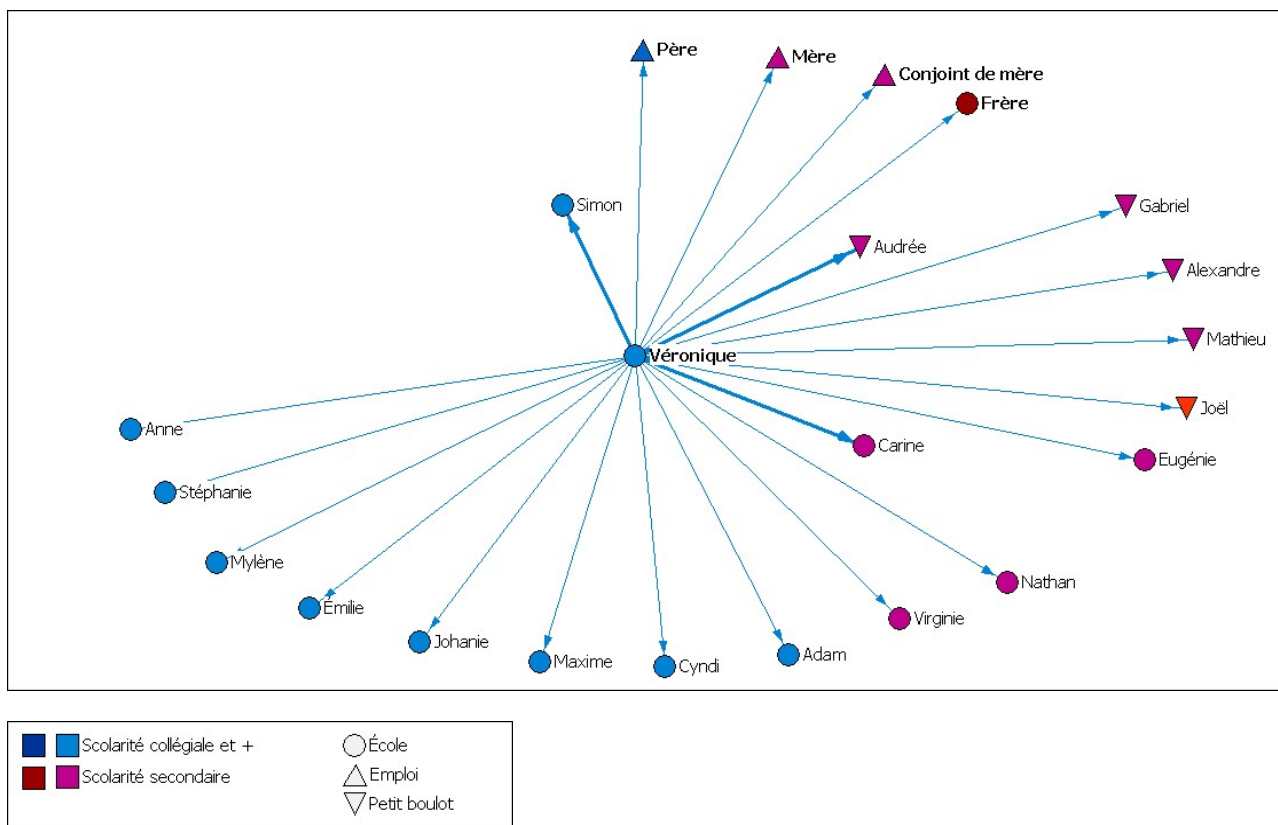 Père
Mère
Conjoint de mère
Frère
Simon
Gabriel
Audrée
Alexandre
Mathieu
Véronique
Joël
Anne
Carine
Eugénie
Stéphanie
Mylène
Nathan
Émilie
Virginie
Johanie
Maxime
Cyndi
Adam
Scolarité collégiale et +
École
Scolarité secondaire
Emploi
Petit boulot